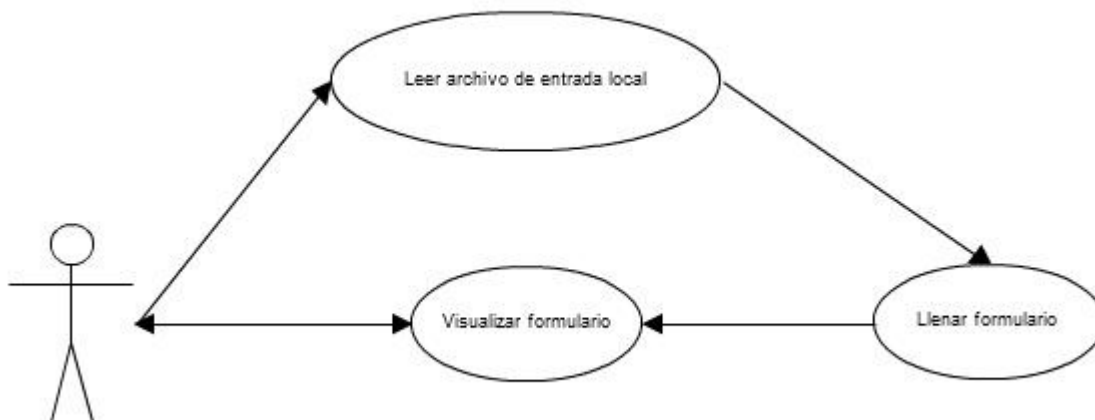 Leer archivo de entrada local
Visualizar formulario
Llenar formulario